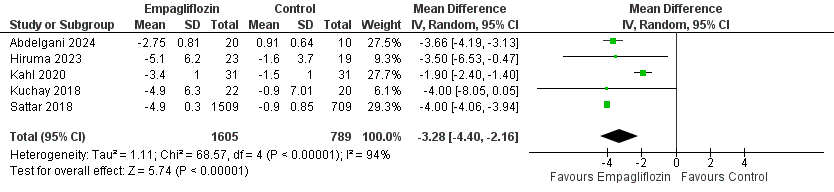 Empagliflozin Control Mean Difference Mean Difference
Study or Subgroup Mean SD Total Mean SD Total Weight IV, Random, 95% CI IV, Random, 95% CI
Abdelgani 2024 -2.75 0.81 20 0.91 0.64 10 27.5% -3.66 [-4.19, -3.13]
Hiruma 2023 -5.1 6.2 23 -1.6 3.7 19 9.3% -3.50 [-6.53, -0.47]
Kahl 2020 -3.4 1 31 -1.5 1 31 27.6% -1.90 [-2.40, -1.40]
Kuchay 2018 -4.9 6.3 22 -0.9 7.01 20 6.1% -4.00 [-8.05, 0.05]
Sattar 2018 -4.9 0.3 1509 -0.9 0.85 709 29.4% -4.00 [-4.06, -3.94]
Total (95% CI) 1605 789 100.0% -3.28 [-4.40, -2.16]
Heterogeneity: Tau² = 1.11; Chi² = 68.57, df = 4 (P < 0.00001); I² = 94%
Test for overall effect: Z = 5.74 (P < 0.00001)
-4 -2 0 2 4
Favours Empagliflozin Favours Control